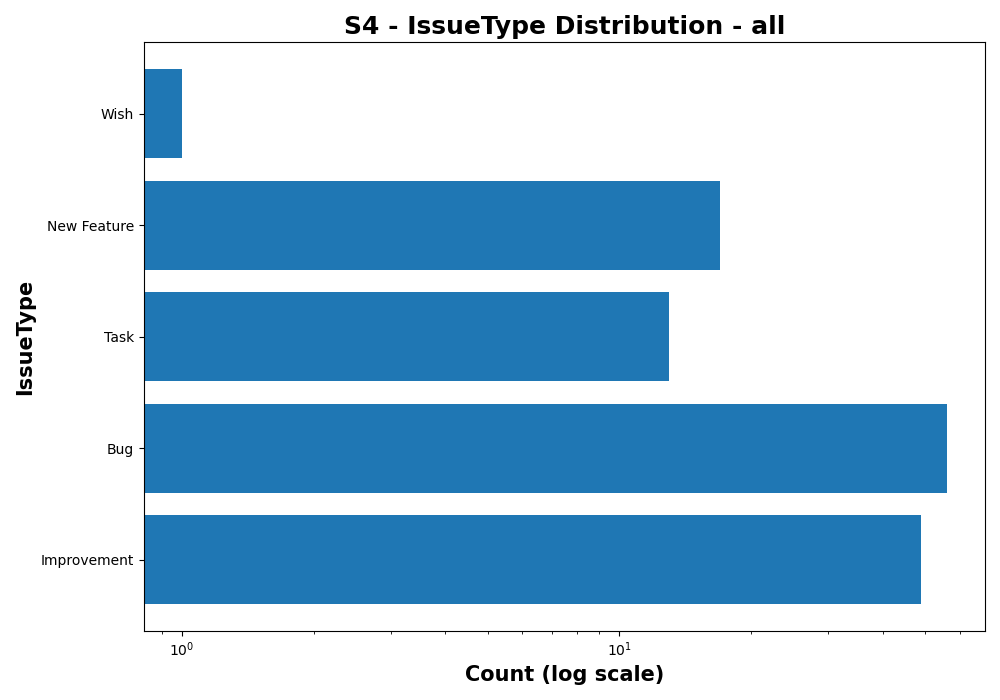 S4 - IssueType Distribution - all
IssueType
Wish
New Feature
Task
Bug
Improvement
10⁰
10¹
Count (log scale)